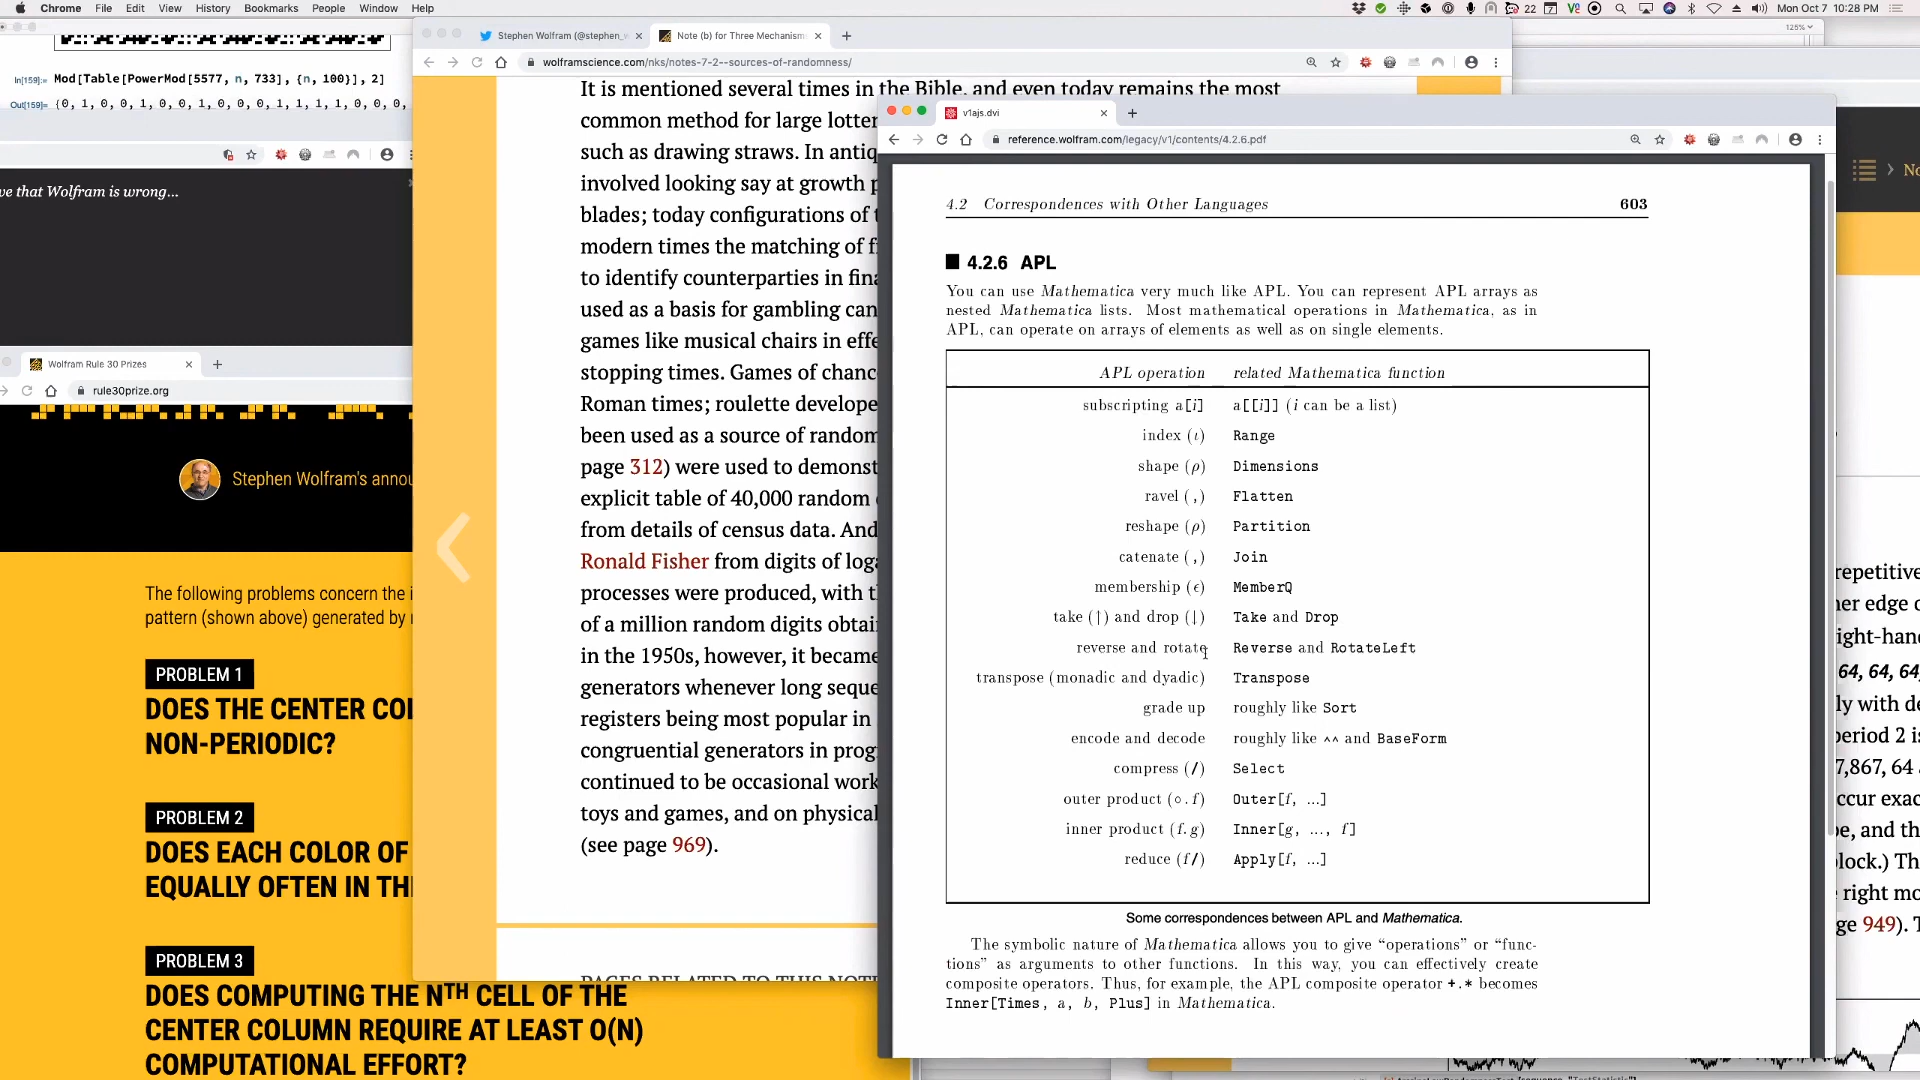 Chrome File Edit View History Bookmarks People Window Help
22
Mon Oct 7 10:28 PM
125%
In[159]:= Mod[Table[PowerMod[5577, n, 733], {n, 100}], 2]
Out[159]= {0, 1, 0, 0, 1, 0, 0, 1, 0, 0, 0, 1, 1, 1, 1, 0, 0, 0,
ve that Wolfram is wrong...
Wolfram Rule 30 Prizes
rule30prize.org
Stephen Wolfram's annou
The following problems concern the i
pattern (shown above) generated by
PROBLEM 1
DOES THE CENTER CO
NON-PERIODIC?
PROBLEM 2
DOES EACH COLOR OF
EQUALLY OFTEN IN TH
PROBLEM 3
DOES COMPUTING THE NTH CELL OF THE
CENTER COLUMN REQUIRE AT LEAST O(N)
COMPUTATIONAL EFFORT?
Stephen Wolfram (@stephen_w
Note (b) for Three Mechanism
wolframscience.com/nks/notes-7-2--sources-of-randomness/
It is mentioned several times in the Bible, and even today remains the most
common method for large lotter
such as drawing straws. In antiq
involved looking say at growth p
blades; today configurations of t
modern times the matching of fi
to identify counterparties in fina
used as a basis for gambling can
games like musical chairs in effe
stopping times. Games of chanc
Roman times; roulette develope
been used as a source of random
page 312) were used to demonst
explicit table of 40,000 random
from details of census data. And
Ronald Fisher from digits of loga
processes were produced, with t
of a million random digits obtai
in the 1950s, however, it became
generators whenever long seque
registers being most popular in
congruential generators in prog
continued to be occasional work
toys and games, and on physical
(see page 969).
PAGES RELATED TO THIS NOT
v1ajs.dvi
reference.wolfram.com/legacy/v1/contents/4.2.6.pdf
4.2 Correspondences with Other Languages 603
■ 4.2.6 APL
You can use Mathematica very much like APL. You can represent APL arrays as
nested Mathematica lists. Most mathematical operations in Mathematica, as in
APL, can operate on arrays of elements as well as on single elements.
APL operation related Mathematica function
subscripting a[i] a[[i]] (i can be a list)
index (ι) Range
shape (ρ) Dimensions
ravel (,) Flatten
reshape (ρ) Partition
catenate (,) Join
membership (ϵ) MemberQ
take (↑) and drop (↓) Take and Drop
reverse and rotate Reverse and RotateLeft
transpose (monadic and dyadic) Transpose
grade up roughly like Sort
encode and decode roughly like ^^ and BaseForm
compress (/) Select
outer product (∘.f) Outer[f, ...]
inner product (f.g) Inner[g, ..., f]
reduce (f/) Apply[f, ...]
Some correspondences between APL and Mathematica.
The symbolic nature of Mathematica allows you to give “operations” or “func-
tions” as arguments to other functions. In this way, you can effectively create
composite operators. Thus, for example, the APL composite operator +.* becomes
Inner[Times, a, b, Plus] in Mathematica.
No
repetitive
ner edge o
ight-hand
64, 64, 64
ly with de
period 2 is
7,867, 64
ccur exac
pe, and th
lock.) Th
right mo
ge 949). T